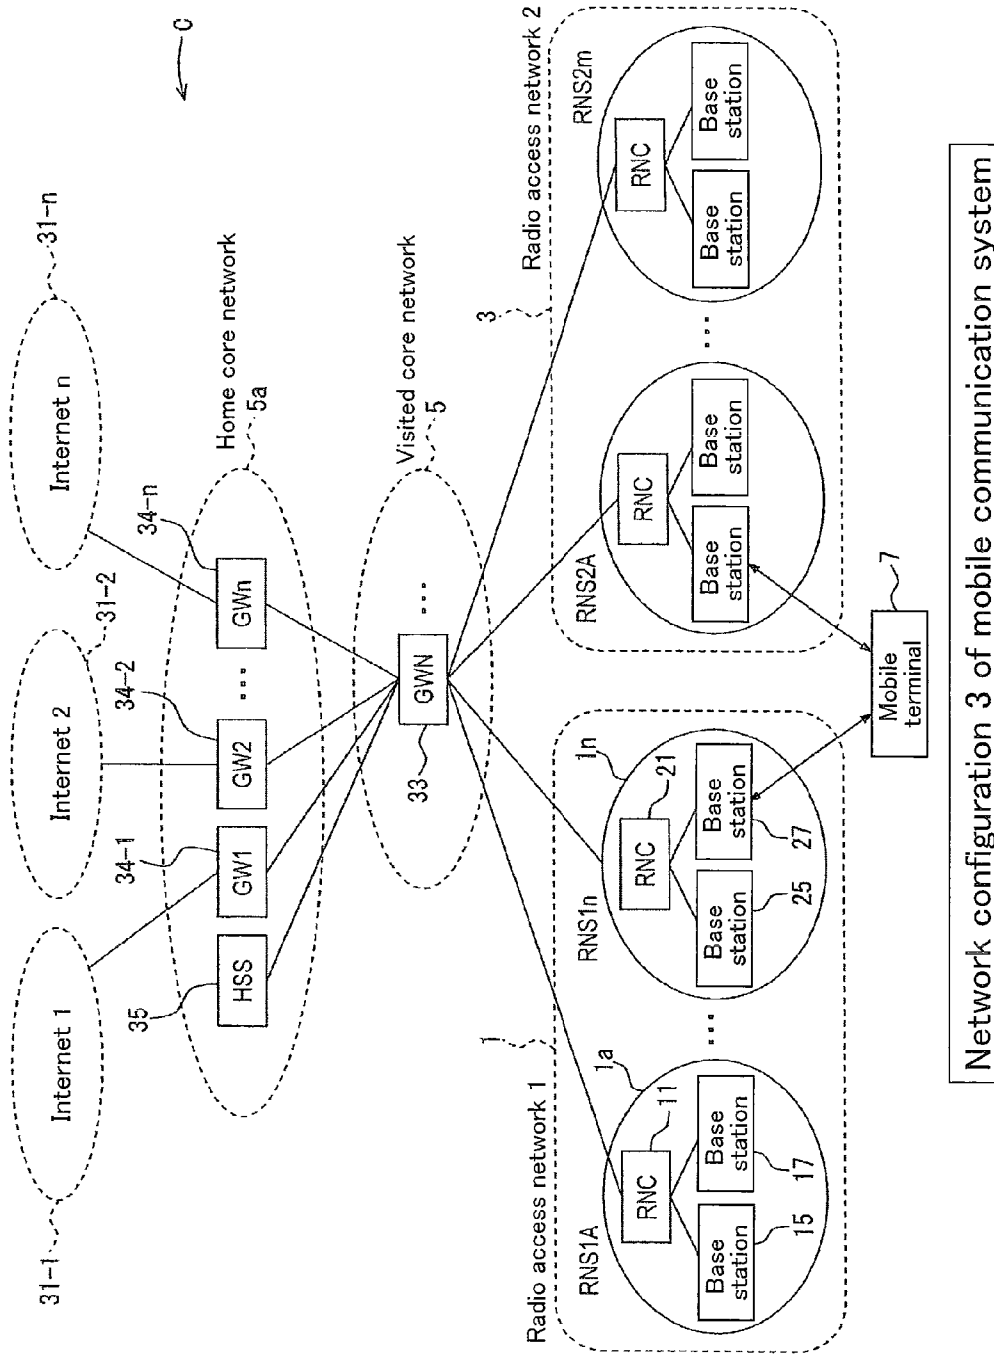 C
31-1
Internet 1
Internet 2
31-2
Internet n
31-n
Home core network
5a
35
HSS
34-1
GW1
34-2
GW2
...
34-n
GWn
Visited core network
5
33
GWN
...
Radio access network 1
1
RNS1A
1a
RNC
11
Base
station
15
Base
station
17
...
RNS1n
1n
RNC
21
Base
station
25
Base
station
27
3
Radio access network 2
RNS2A
RNC
Base
station
Base
station
...
RNS2m
RNC
Base
station
Base
station
Mobile
terminal
7
Network configuration 3 of mobile communication system